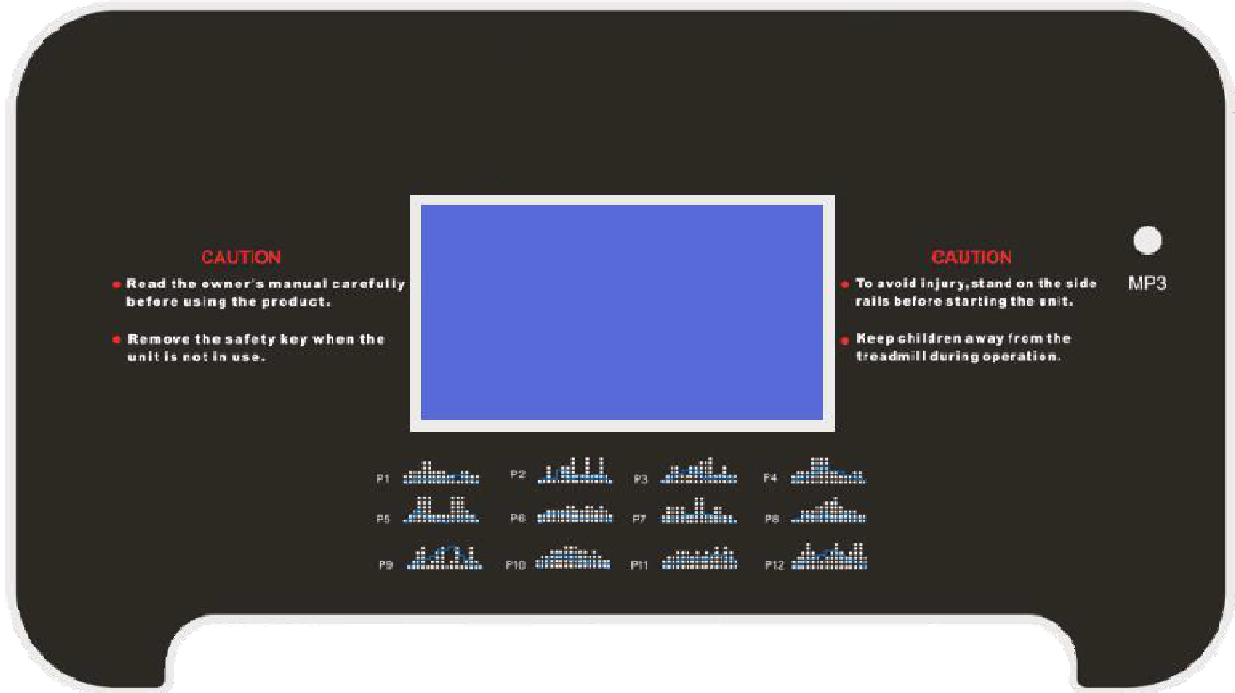 CAUTION
• Read the owner's manual carefully
before using the product.
• Remove the safety key when the
unit is not in use.
CAUTION
• To avoid injury,stand on the side
rails before starting the unit.
• Keep children away from the
treadmill during operation.
MP3
P1 P2 P3 P4
P5 P6 P7 P8
P9 P10 P11 P12